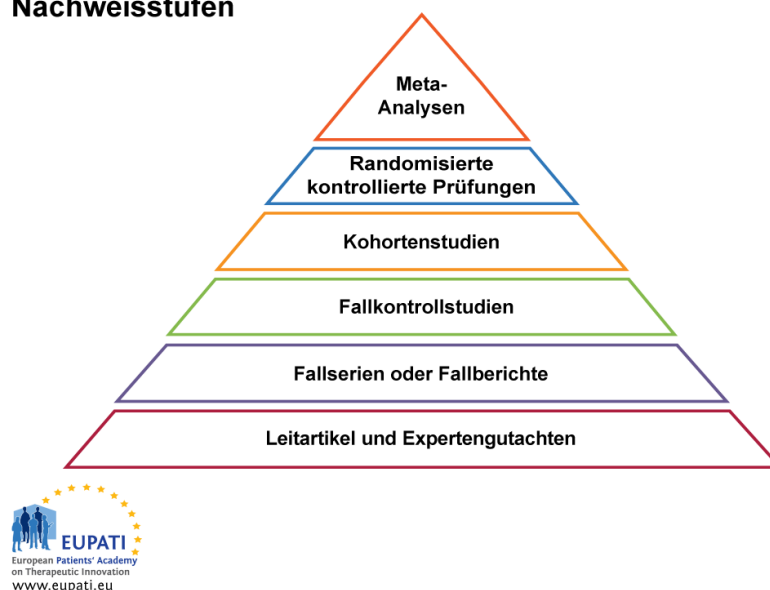 Nachweisstufen
Meta-
Analysen
Randomisierte
kontrollierte Prüfungen
Kohortenstudien
Fallkontrollstudien
Fallserien oder Fallberichte
Leitartikel und Expertengutachten
EUPATI
European Patients' Academy
on Therapeutic Innovation
www.eupati.eu